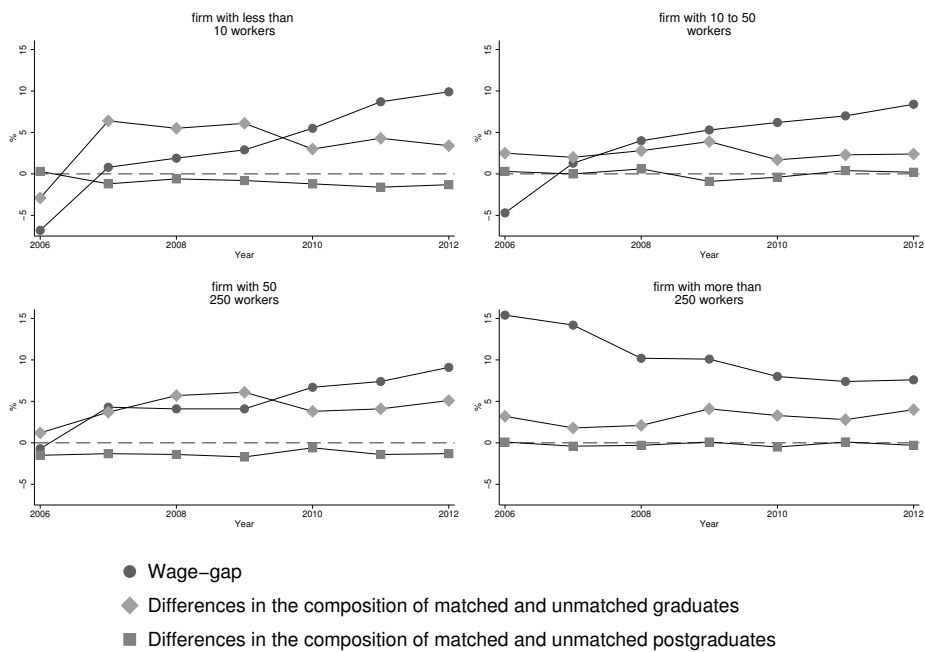 firm with less than
10 workers
15
10
5
0
−5
%
2006
2008
2010
2012
Year
firm with 10 to 50
workers
15
10
5
0
−5
%
2006
2008
2010
2012
Year
firm with 50
250 workers
15
10
5
0
−5
%
2006
2008
2010
2012
Year
firm with more than
250 workers
15
10
5
0
−5
%
2006
2008
2010
2012
Year
Wage−gap
Differences in the composition of matched and unmatched graduates
Differences in the composition of matched and unmatched postgraduates